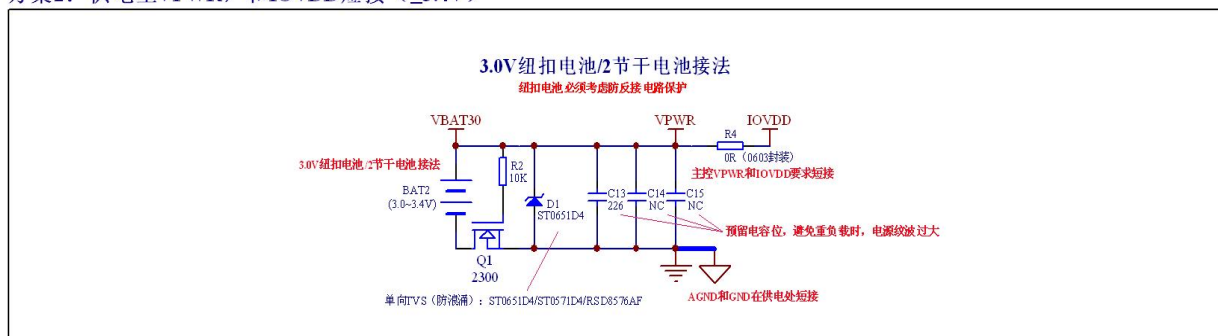 3.0V纽扣电池/2节干电池接法
纽扣电池必须考虑防反接电路保护
VBAT30
VPWR
IOVDD
R4
0R（0603封装）
3.0V纽扣电池/2节干电池接法
R2
10K
主控VPWR和IOVDD要求短接
BAT2
(3.0~3.4V)
D1
ST0651D4
C13
226
C14
NC
C15
NC
预留电容位，避免重负载时，电源纹波过大
Q1
2300
AGND和GND在供电处短接
单向TVS（防浪涌）：ST0651D4/ST0571D4/RSD8576AF